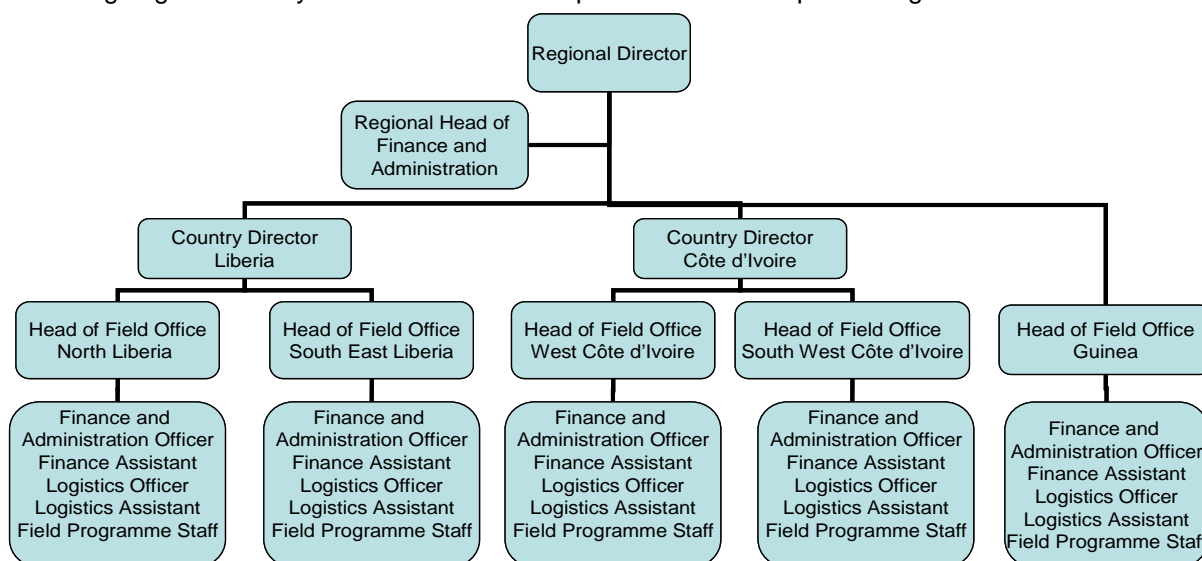 Regional Director
Regional Head of
Finance and
Administration
Country Director
Liberia
Country Director
Côte d'Ivoire
Head of Field Office
North Liberia
Head of Field Office
South East Liberia
Head of Field Office
West Côte d'Ivoire
Head of Field Office
South West Côte d'Ivoire
Head of Field Office
Guinea
Finance and
Administration Officer
Finance Assistant
Logistics Officer
Logistics Assistant
Field Programme Staff
Finance and
Administration Officer
Finance Assistant
Logistics Officer
Logistics Assistant
Field Programme Staff
Finance and
Administration Officer
Finance Assistant
Logistics Officer
Logistics Assistant
Field Programme Staff
Finance and
Administration Officer
Finance Assistant
Logistics Officer
Logistics Assistant
Field Programme Staff
Finance and
Administration Officer
Finance Assistant
Logistics Officer
Logistics Assistant
Field Programme Staff